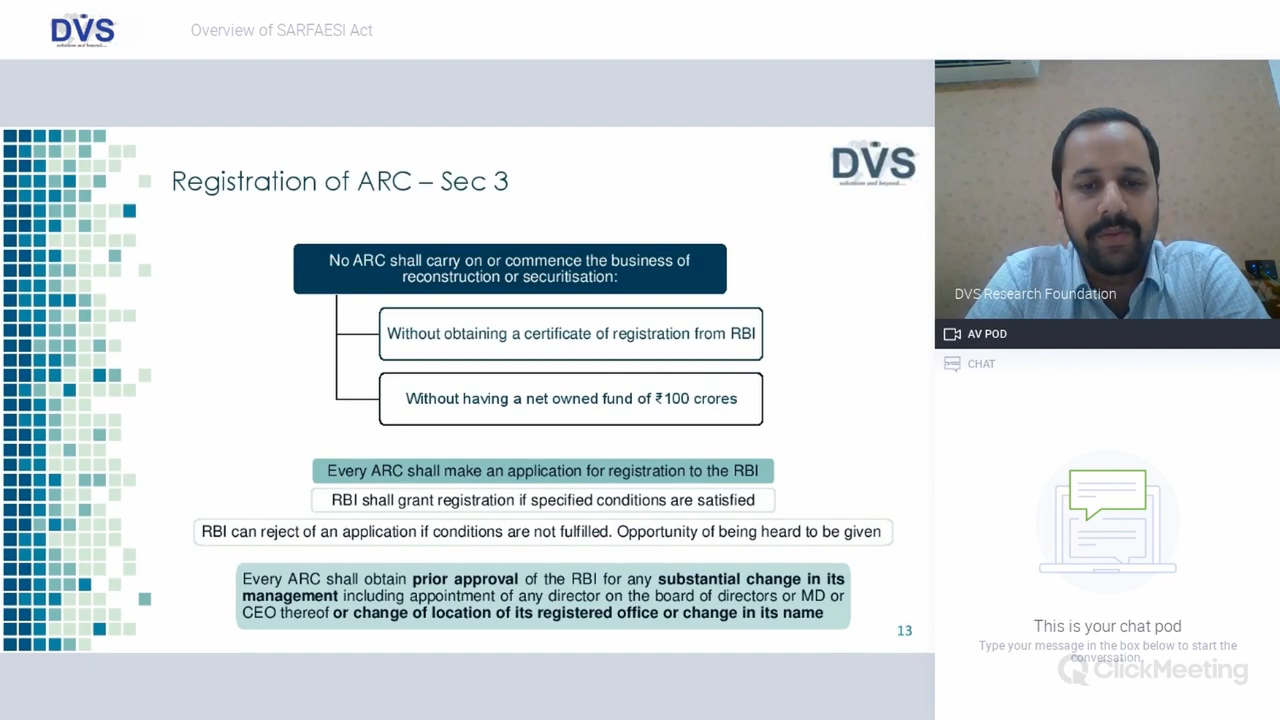 DVS
solutions and beyond....
Overview of SARFAESI Act
DVS
solutions and beyond....
Registration of ARC – Sec 3
No ARC shall carry on or commence the business of
reconstruction or securitisation:
Without obtaining a certificate of registration from RBI
Without having a net owned fund of ₹100 crores
Every ARC shall make an application for registration to the RBI
RBI shall grant registration if specified conditions are satisfied
RBI can reject of an application if conditions are not fulfilled. Opportunity of being heard to be given
Every ARC shall obtain prior approval of the RBI for any substantial change in its
management including appointment of any director on the board of directors or MD or
CEO thereof or change of location of its registered office or change in its name
13
DVS Research Foundation
AV POD
CHAT
This is your chat pod
Type your message in the box below to start the
conversation.
ClickMeeting